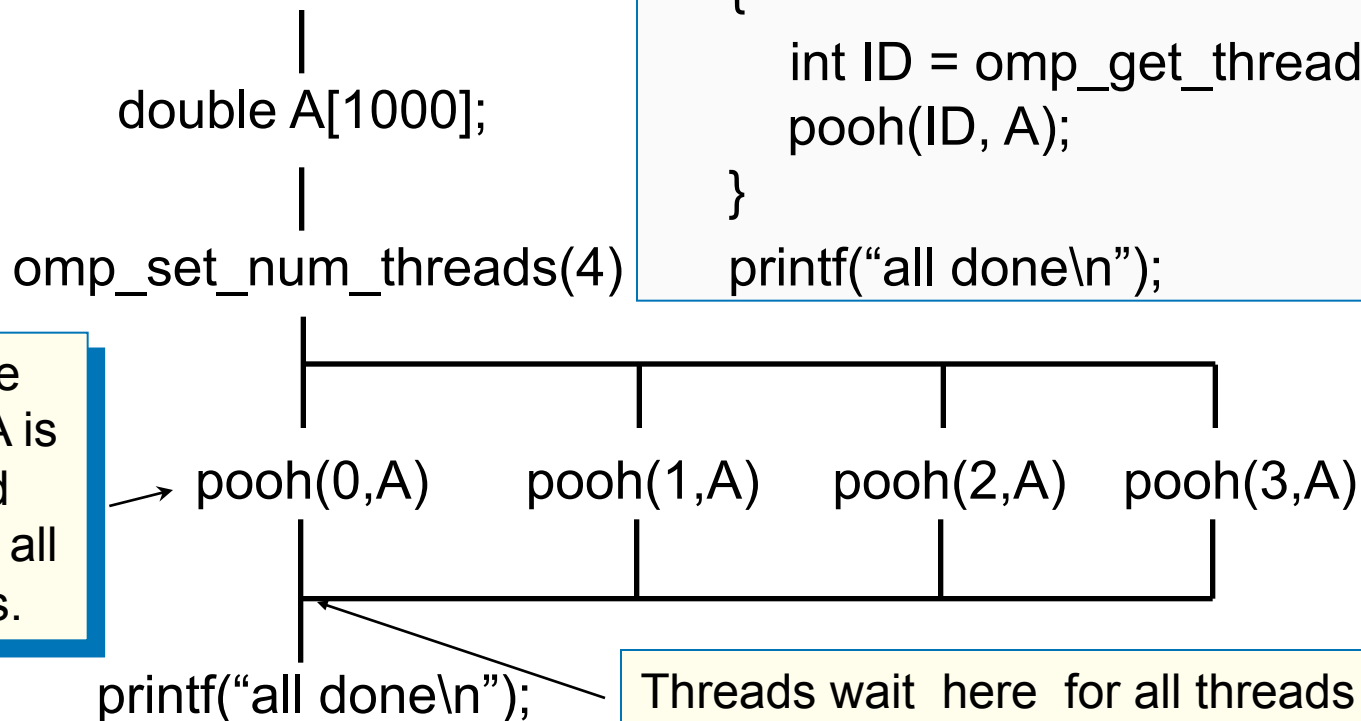 {
int ID = omp_get_thread
pooh(ID, A);
}
printf(“all done\n”);
double A[1000];
omp_set_num_threads(4)
A is
all
pooh(0,A) pooh(1,A) pooh(2,A) pooh(3,A)
printf(“all done\n”);
Threads wait here for all threads